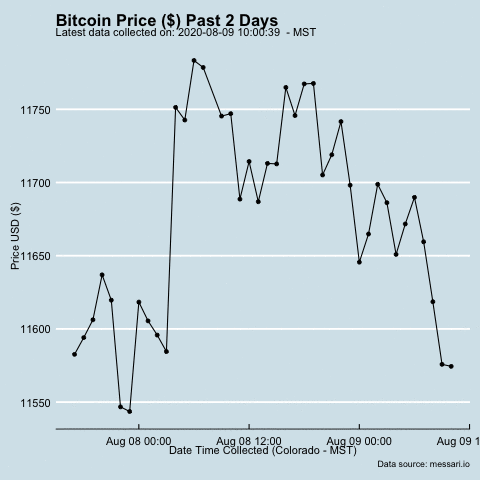 Bitcoin Price ($) Past 2 Days
Latest data collected on: 2020-08-09 10:00:39  - MST
Price USD ($)
11750
11700
11650
11600
11550
Aug 08 00:00 Aug 08 12:00 Aug 09 00:00 Aug 09 1
Date Time Collected (Colorado - MST)
Data source: messari.io